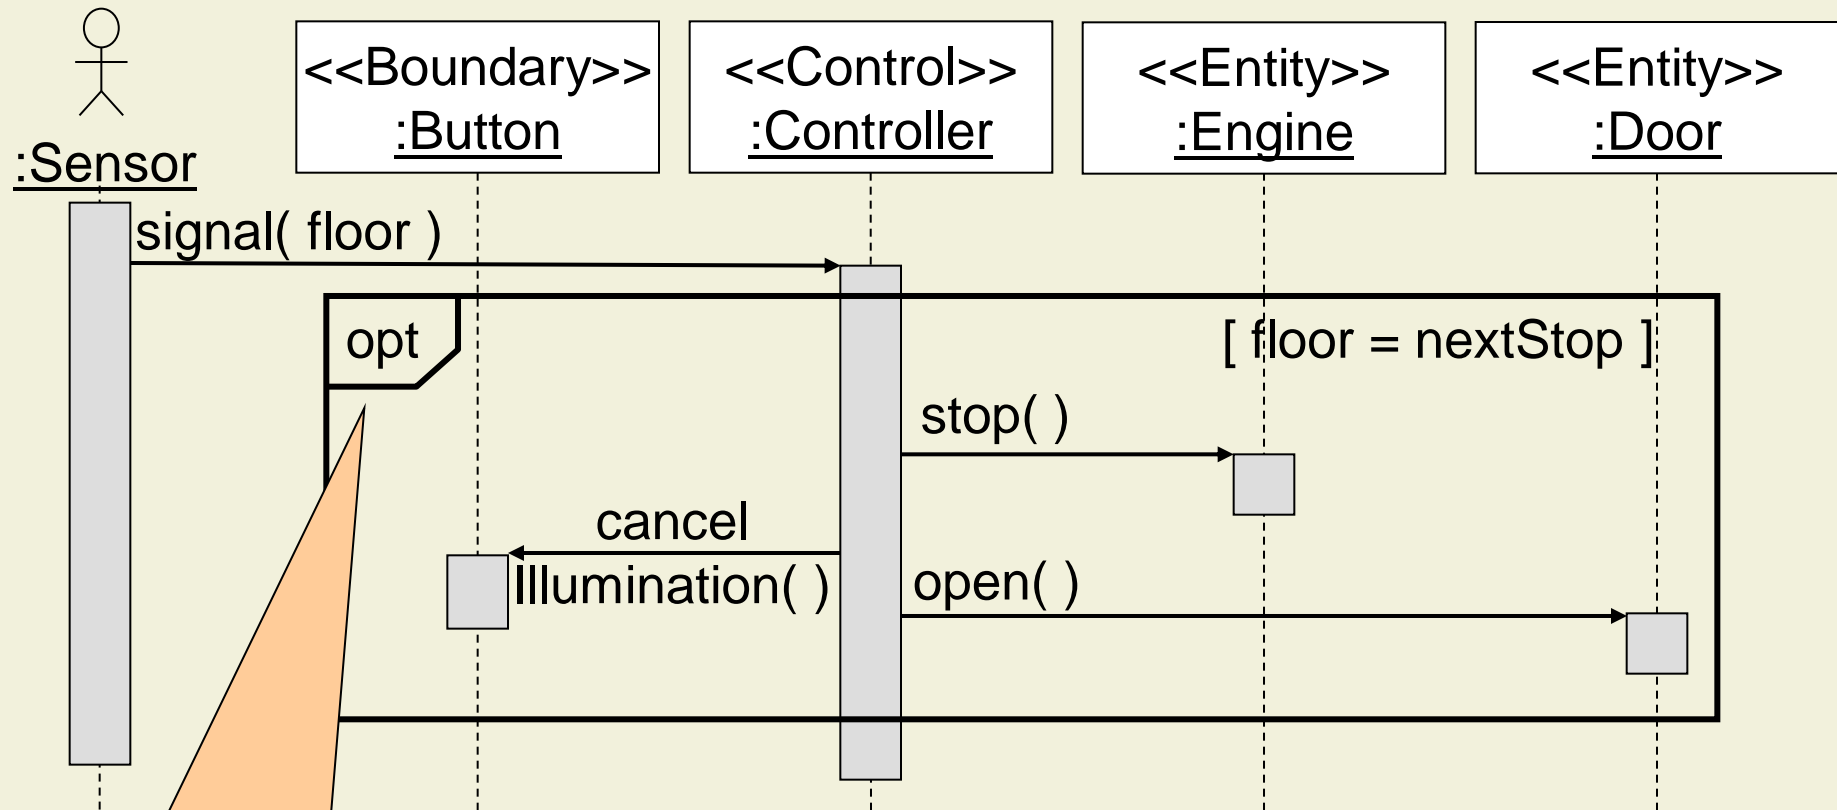 <<Boundary>>
:Button
<<Control>>
:Controller
<<Entity>>
:Engine
<<Entity>>
:Door
:Sensor
signal( floor )
opt
[ floor = nextStop ]
stop( )
cancel
Illumination( )
open( )